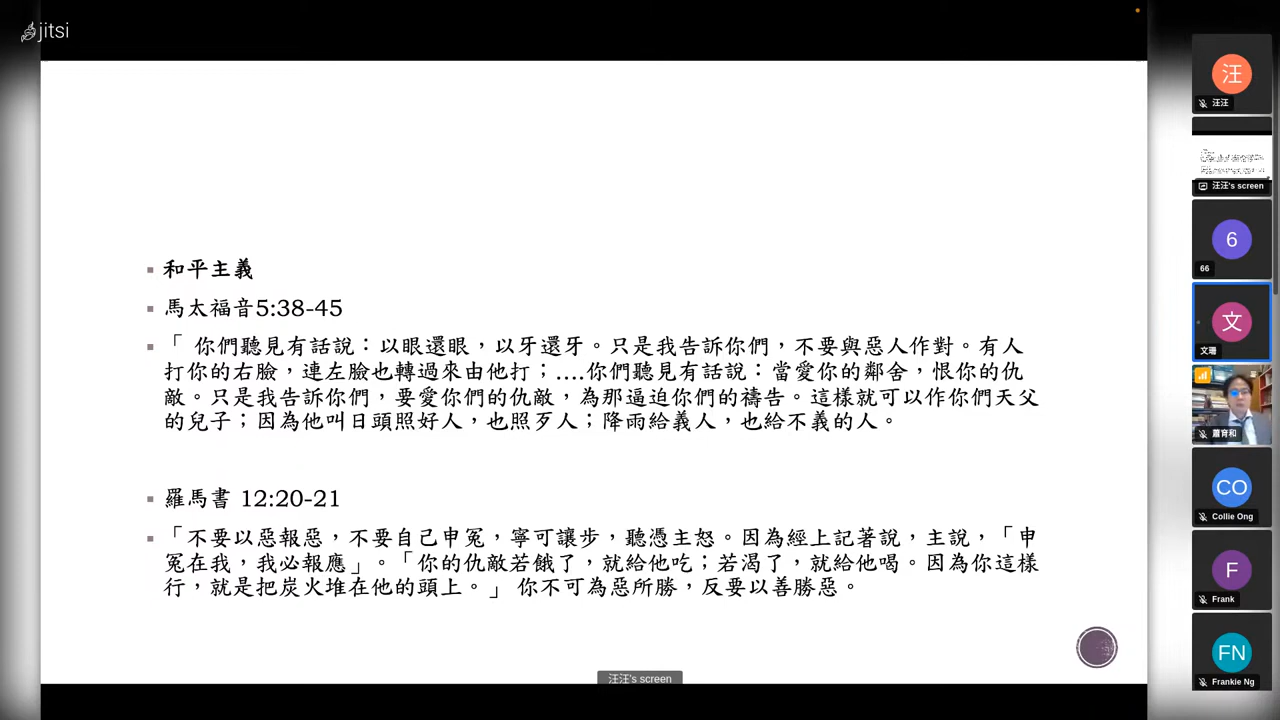 jitsi
和平主義
馬太福音5:38-45
「 你們聽見有話說：以眼還眼，以牙還牙。只是我告訴你們，不要與惡人作對。有人
打你的右臉，連左臉也轉過來由他打；....你們聽見有話說：當愛你的鄰舍，恨你的仇
敵。只是我告訴你們，要愛你們的仇敵，為那逼迫你們的禱告。這樣就可以作你們天父
的兒子；因為他叫日頭照好人，也照歹人；降雨給義人，也給不義的人。
羅馬書 12:20-21
「不要以惡報惡，不要自己申冤，寧可讓步，聽憑主怒。因為經上記著說，主說，「申
冤在我，我必報應」。「你的仇敵若餓了，就給他吃；若渴了，就給他喝。因為你這樣
行，就是把炭火堆在他的頭上。」 你不可為惡所勝，反要以善勝惡。
汪汪's screen
汪
汪汪
汪汪's screen
6
66
文
文珊
蕭育和
CO
Collie Ong
F
Frank
FN
Frankie Ng